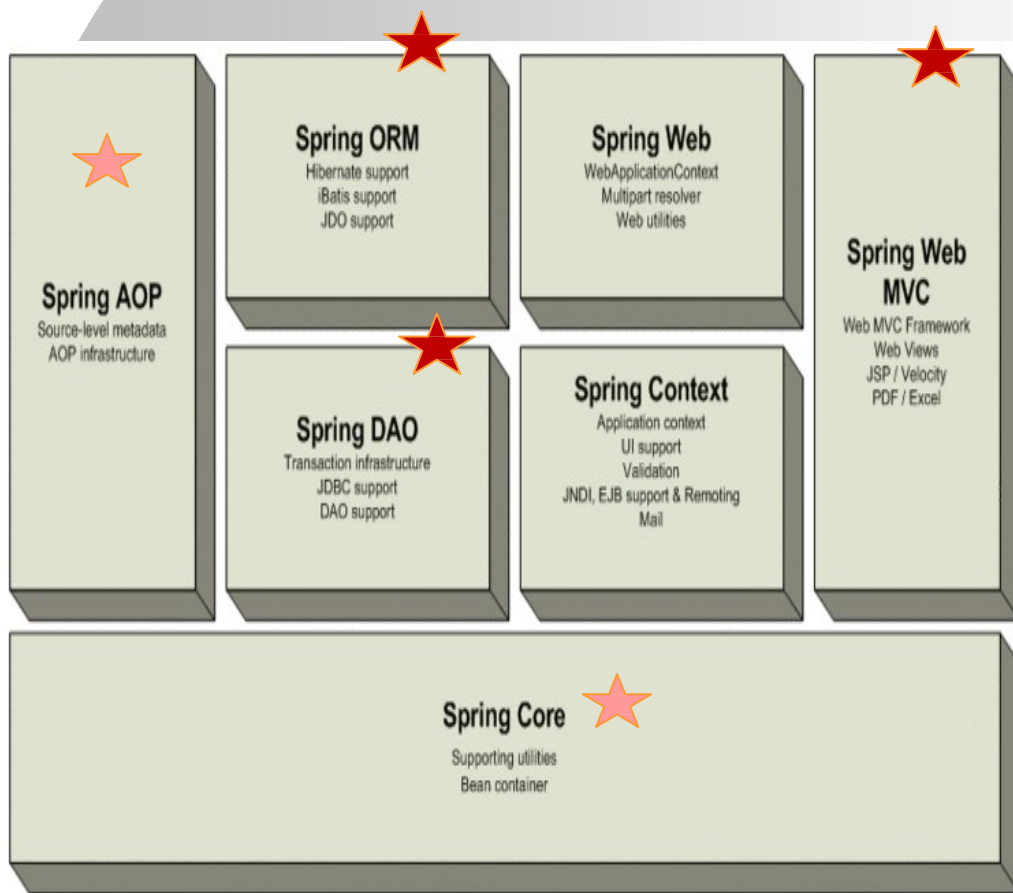 Spring AOP
Source-level metadata
AOP infrastructure
Spring ORM
Hibernate support
iBatis support
JDO support
Spring Web
WebApplicationContext
Multipart resolver
Web utilities
Spring DAO
Transaction infrastructure
JDBC support
DAO support
Spring Context
Application context
UI support
Validation
JNDI, EJB support & Remoting
Mail
Spring Web
MVC
Web MVC Framework
Web Views
JSP / Velocity
PDF / Excel
Spring Core
Supporting utilities
Bean container